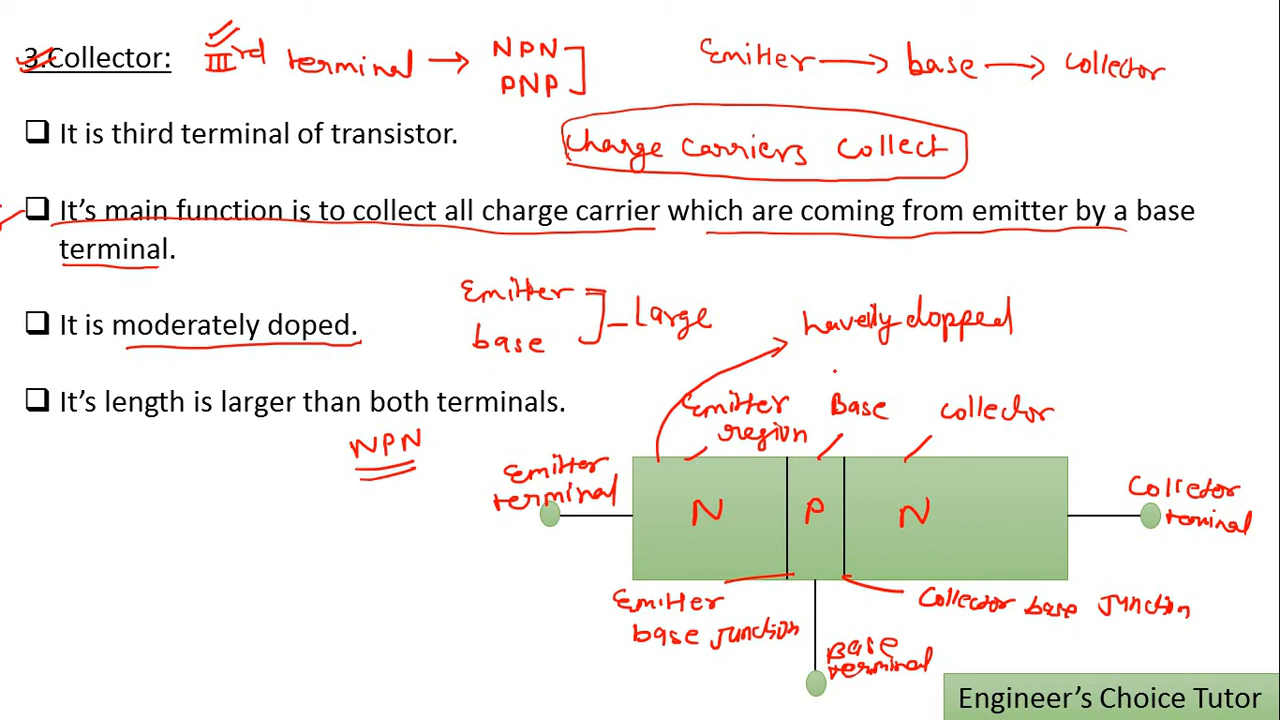 3.Collector:
IIIrd terminal → NPN
PNP
Emitter → base → collector
❑ It is third terminal of transistor.
charge carriers collect
❑ It's main function is to collect all charge carrier which are coming from emitter by a base
terminal.
Emitter
base
Large
❑ It is moderately doped.
haveily dopped
❑ It's length is larger than both terminals.
NPN
Emitter
region
Base
collector
Emitter
terminal
N
P
N
Collector
terminal
Emitter
base junction
Collector base junction
Base
terminal
Engineer's Choice Tutor